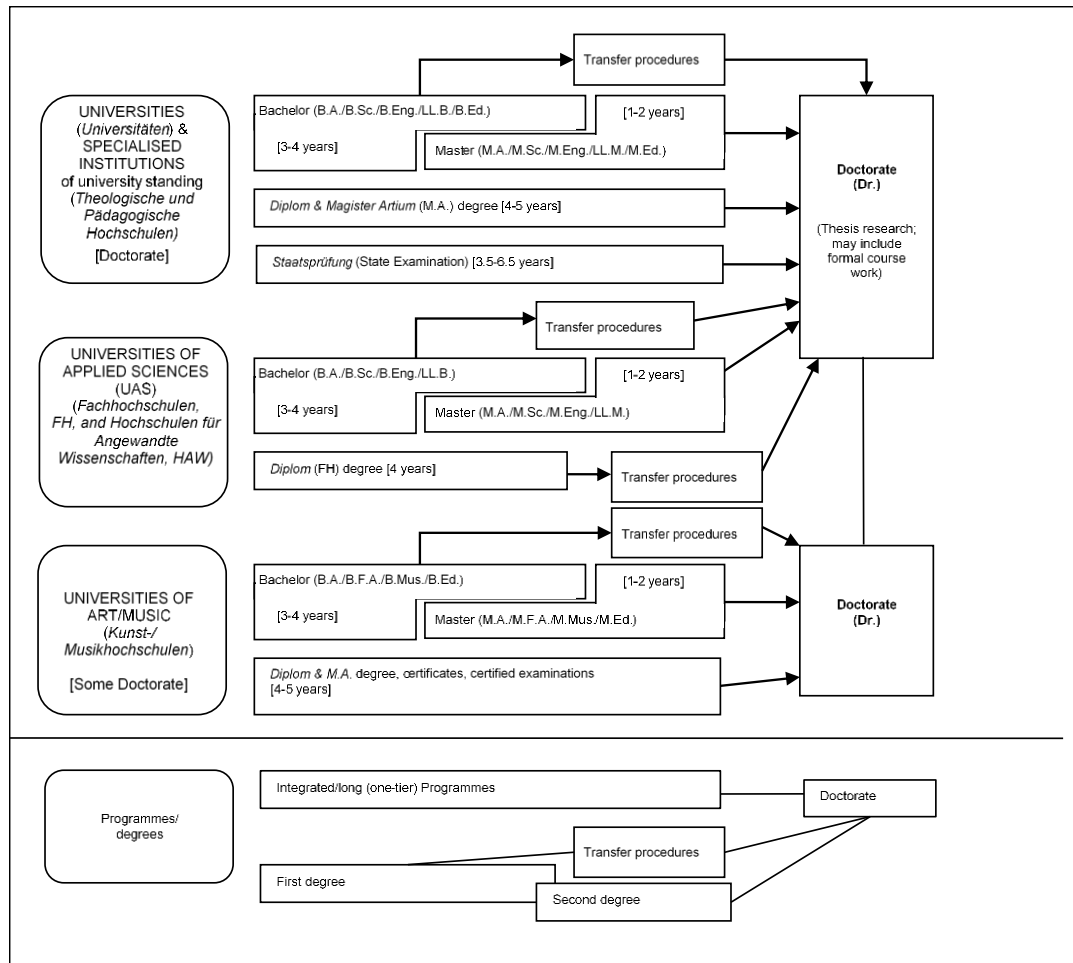 Transfer procedures
UNIVERSITIES
(Universitäten) &
SPECIALISED
INSTITUTIONS
of university standing
(Theologische und
Pädagogische
Hochschulen)
[Doctorate]
Bachelor (B.A./B.Sc./B.Eng./LL.B./B.Ed.)
[3-4 years]
[1-2 years]
Master (M.A./M.Sc./M.Eng./LL.M./M.Ed.)
Diplom & Magister Artium (M.A.) degree [4-5 years]
Staatsprüfung (State Examination) [3.5-6.5 years]
Doctorate
(Dr.)
(Thesis research;
may include
formal course
work)
Transfer procedures
UNIVERSITIES OF
APPLIED SCIENCES
(UAS)
(Fachhochschulen,
FH, and Hochschulen für
Angewandte
Wissenschaften, HAW)
Bachelor (B.A./B.Sc./B.Eng./LL.B.)
[3-4 years]
[1-2 years]
Master (M.A./M.Sc./M.Eng./LL.M.)
Diplom (FH) degree [4 years]
Transfer procedures
Transfer procedures
UNIVERSITIES OF
ART/MUSIC
(Kunst-/
Musikhochschulen)
[Some Doctorate]
Bachelor (B.A./B.F.A./B.Mus./B.Ed.)
[3-4 years]
[1-2 years]
Master (M.A./M.F.A./M.Mus./M.Ed.)
Diplom & M.A. degree, certificates, certified examinations
[4-5 years]
Doctorate
(Dr.)
Programmes/
degrees
Integrated/long (one-tier) Programmes
Doctorate
Transfer procedures
First degree
Second degree